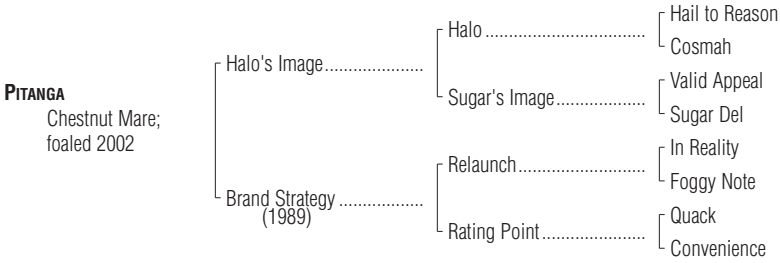 Hail to Reason
Halo ................................
Cosmah
Halo's Image ....................
Valid Appeal
Sugar's Image ..................
Sugar Del
PITANGA
Chestnut Mare;
foaled 2002
In Reality
Relaunch ..........................
Foggy Note
Brand Strategy .................
(1989)
Quack
Rating Point .....................
Convenience